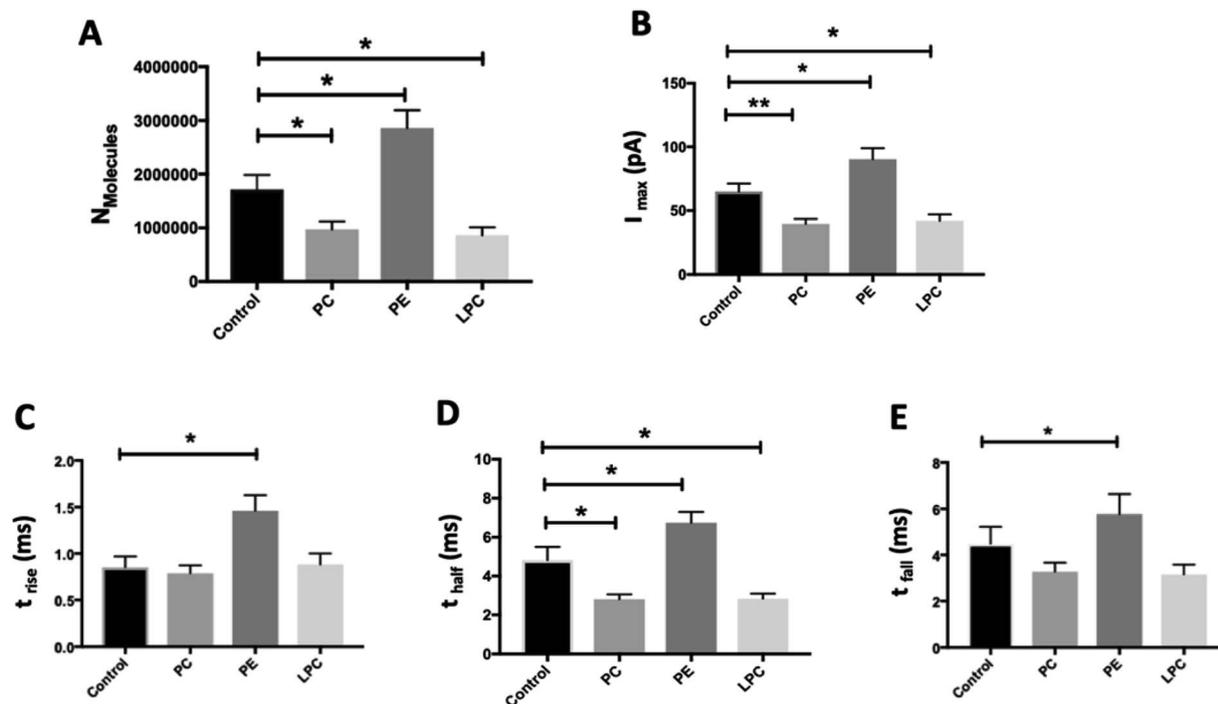 A
*
*
*
4000000
3000000
2000000
1000000
0
N Molecules
Control
PC
PE
LPC
B
*
*
**
150
100
50
0
I max (pA)
Control
PC
PE
LPC
C
*
2.0
1.5
1.0
0.5
0.0
t rise (ms)
Control
PC
PE
LPC
D
*
*
*
10
8
6
4
2
0
t half (ms)
Control
PC
PE
LPC
E
*
8
6
4
2
0
t fall (ms)
Control
PC
PE
LPC